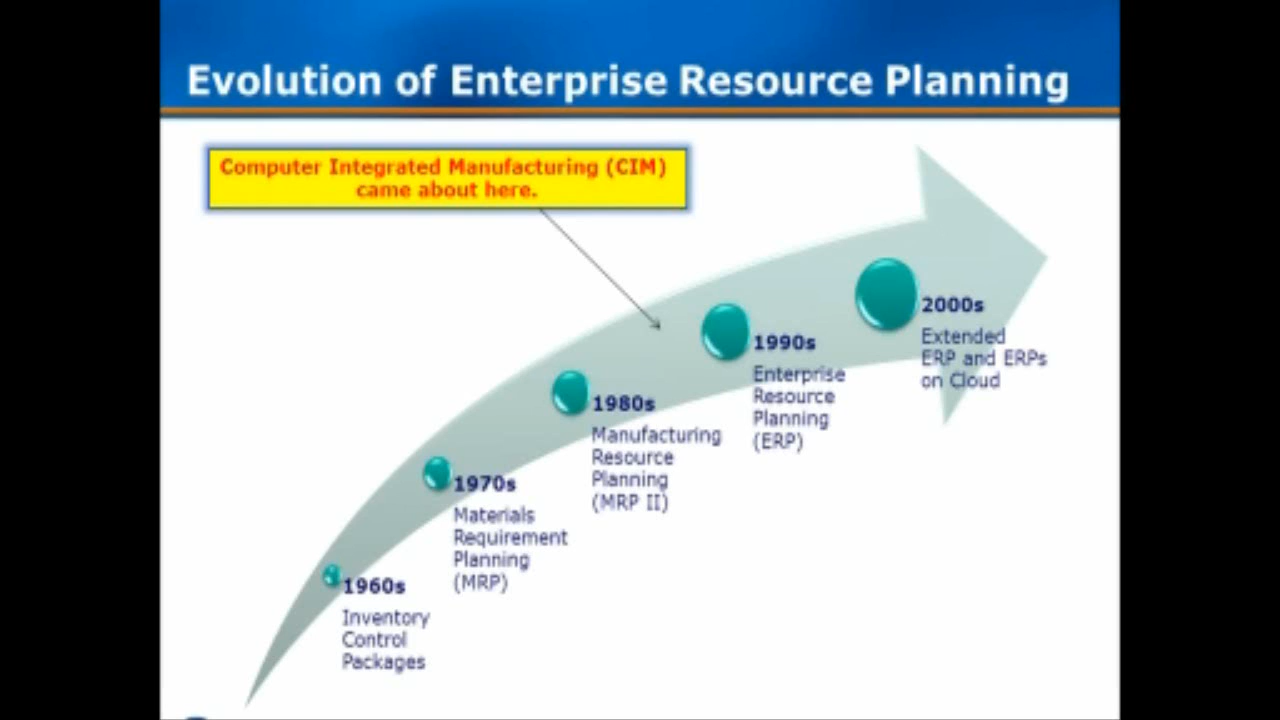 Evolution of Enterprise Resource Planning
Computer Integrated Manufacturing (CIM)
came about here.
2000s
Extended
ERP and ERPs
on Cloud
1990s
Enterprise
Resource
Planning
(ERP)
1980s
Manufacturing
Resource
Planning
(MRP II)
1970s
Materials
Requirement
Planning
(MRP)
1960s
Inventory
Control
Packages